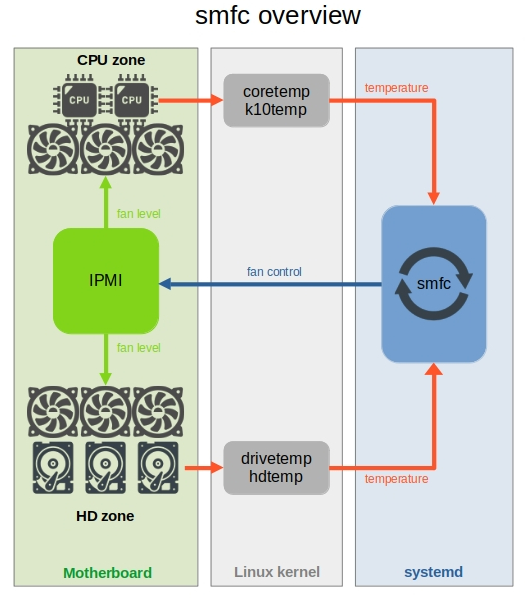 smfc overview
CPU zone
CPU
CPU
coretemp
k10temp
temperature
fan level
IPMI
fan control
smfc
fan level
drivetemp
hdtemp
temperature
HD zone
Motherboard
Linux kernel
systemd